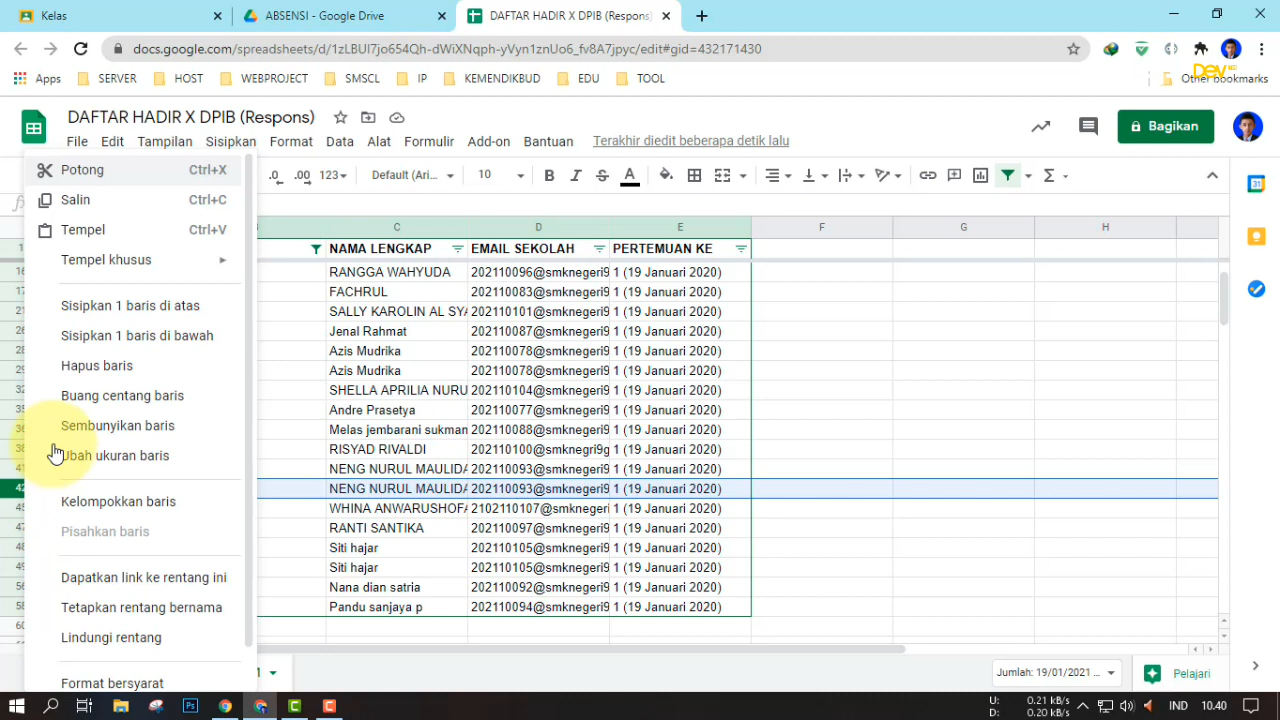 Kelas
ABSENSI - Google Drive
DAFTAR HADIR X DPIB (Respons)
docs.google.com/spreadsheets/d/1zLBUI7jo654Qh-dWiXNqph-yVyn1znUo6_fv8A7jpyc/edit#gid=432171430
Apps SERVER HOST WEBPROJECT SMSCL IP KEMENDIKBUD EDU TOOL Other bookmarks
Dev
DAFTAR HADIR X DPIB (Respons)
Bagikan
File Edit Tampilan Sisipkan Format Data Alat Formulir Add-on Bantuan Terakhir diedit beberapa detik lalu
.0 .00 123 Default (Ari... 10 B I S A
fx
Potong Ctrl+X
Salin Ctrl+C
Tempel Ctrl+V
Tempel khusus
Sisipkan 1 baris di atas
Sisipkan 1 baris di bawah
Hapus baris
Buang centang baris
Sembunyikan baris
Ubah ukuran baris
Kelompokkan baris
Pisahkan baris
Dapatkan link ke rentang ini
Tetapkan rentang bernama
Lindungi rentang
Format bersyarat
C D E F G H
NAMA LENGKAP EMAIL SEKOLAH PERTEMUAN KE
RANGGA WAHYUDA 202110096@smknegeri9 1 (19 Januari 2020)
FACHRUL 202110083@smknegeri9 1 (19 Januari 2020)
SALLY KAROLIN AL SYA 202110101@smknegeri9 1 (19 Januari 2020)
Jenal Rahmat 202110087@smknegeri9 1 (19 Januari 2020)
Azis Mudrika 202110078@smknegeri9 1 (19 Januari 2020)
Azis Mudrika 202110078@smknegeri9 1 (19 Januari 2020)
SHELLA APRILIA NURU 202110104@smknegeri9 1 (19 Januari 2020)
Andre Prasetya 202110077@smknegeri9 1 (19 Januari 2020)
Melas jembarani sukman 202110088@smknegeri9 1 (19 Januari 2020)
RISYAD RIVALDI 202110099@smknegri9g 1 (19 Januari 2020)
NENG NURUL MAULIDA 202110093@smknegeri9 1 (19 Januari 2020)
NENG NURUL MAULIDA 202110093@smknegeri9 1 (19 Januari 2020)
WHINA ANWARUSHOFA 2102110107@smknegeri 1 (19 Januari 2020)
RANTI SANTIKA 202110097@smknegeri9 1 (19 Januari 2020)
Siti hajar 202110105@smknegeri9 1 (19 Januari 2020)
Siti hajar 202110105@smknegeri9 1 (19 Januari 2020)
Nana dian satria 202110092@smknegeri9 1 (19 Januari 2020)
Pandu sanjaya p 202110094@smknegeri9 1 (19 Januari 2020)
Jumlah: 19/01/2021 ...
Pelajari
U: 0.21 kB/s
D: 0.20 kB/s
IND 10.40